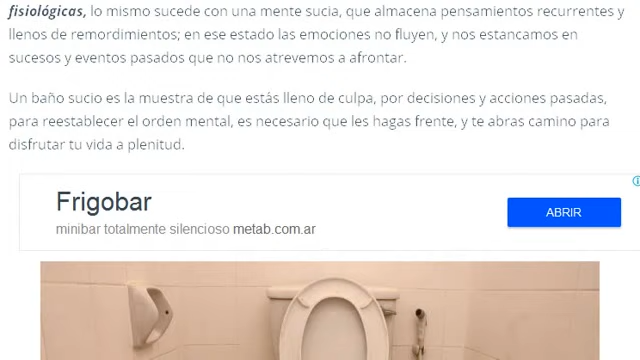 fisiológicas, lo mismo sucede con una mente sucia, que almacena pensamientos recurrentes y
llenos de remordimientos; en ese estado las emociones no fluyen, y nos estancamos en
sucesos y eventos pasados que no nos atrevemos a afrontar.
Un baño sucio es la muestra de que estás lleno de culpa, por decisiones y acciones pasadas,
para reestablecer el orden mental, es necesario que les hagas frente, y te abras camino para
disfrutar tu vida a plenitud.
Frigobar
minibar totalmente silencioso metab.com.ar
ABRIR